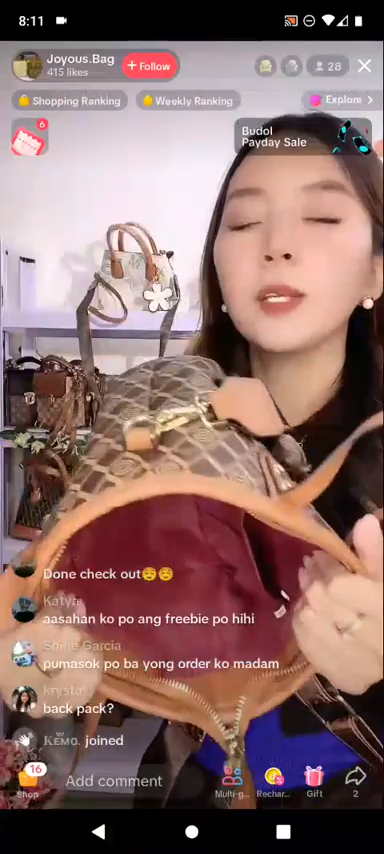 8:11
Joyous.Bag
415 likes
+ Follow
28
Shopping Ranking
Weekly Ranking
Explore >
6
Budol
Payday Sale
Done check out😌☺️
Katya
aasahan ko po ang freebie po hihi
Garcia
pumasok po ba yong order ko madam
krysta
back pack?
KEMO. joined
16
Shop
Add comment
Multi-g...
Rechar...
Gift
2